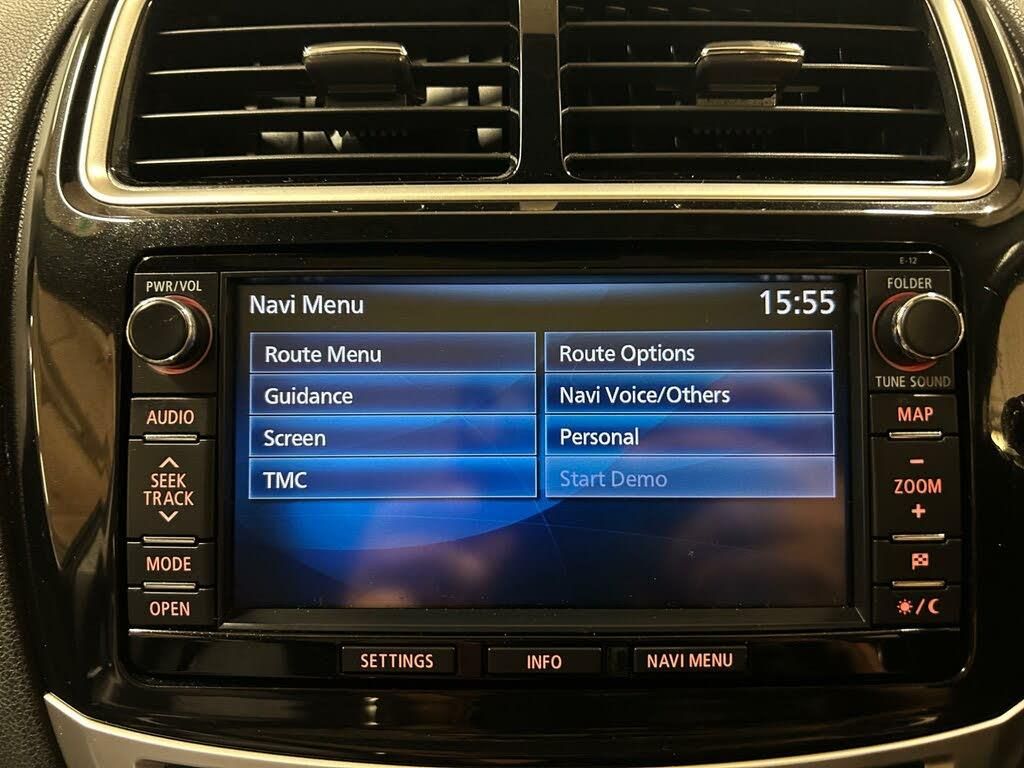 E-12
PWR/VOL
FOLDER
Navi Menu
15:55
Route Menu
Route Options
TUNE SOUND
Guidance
Navi Voice/Others
AUDIO
MAP
Screen
Personal
SEEK
TRACK
TMC
Start Demo
-
ZOOM
+
MODE
OPEN
/
SETTINGS
INFO
NAVI MENU